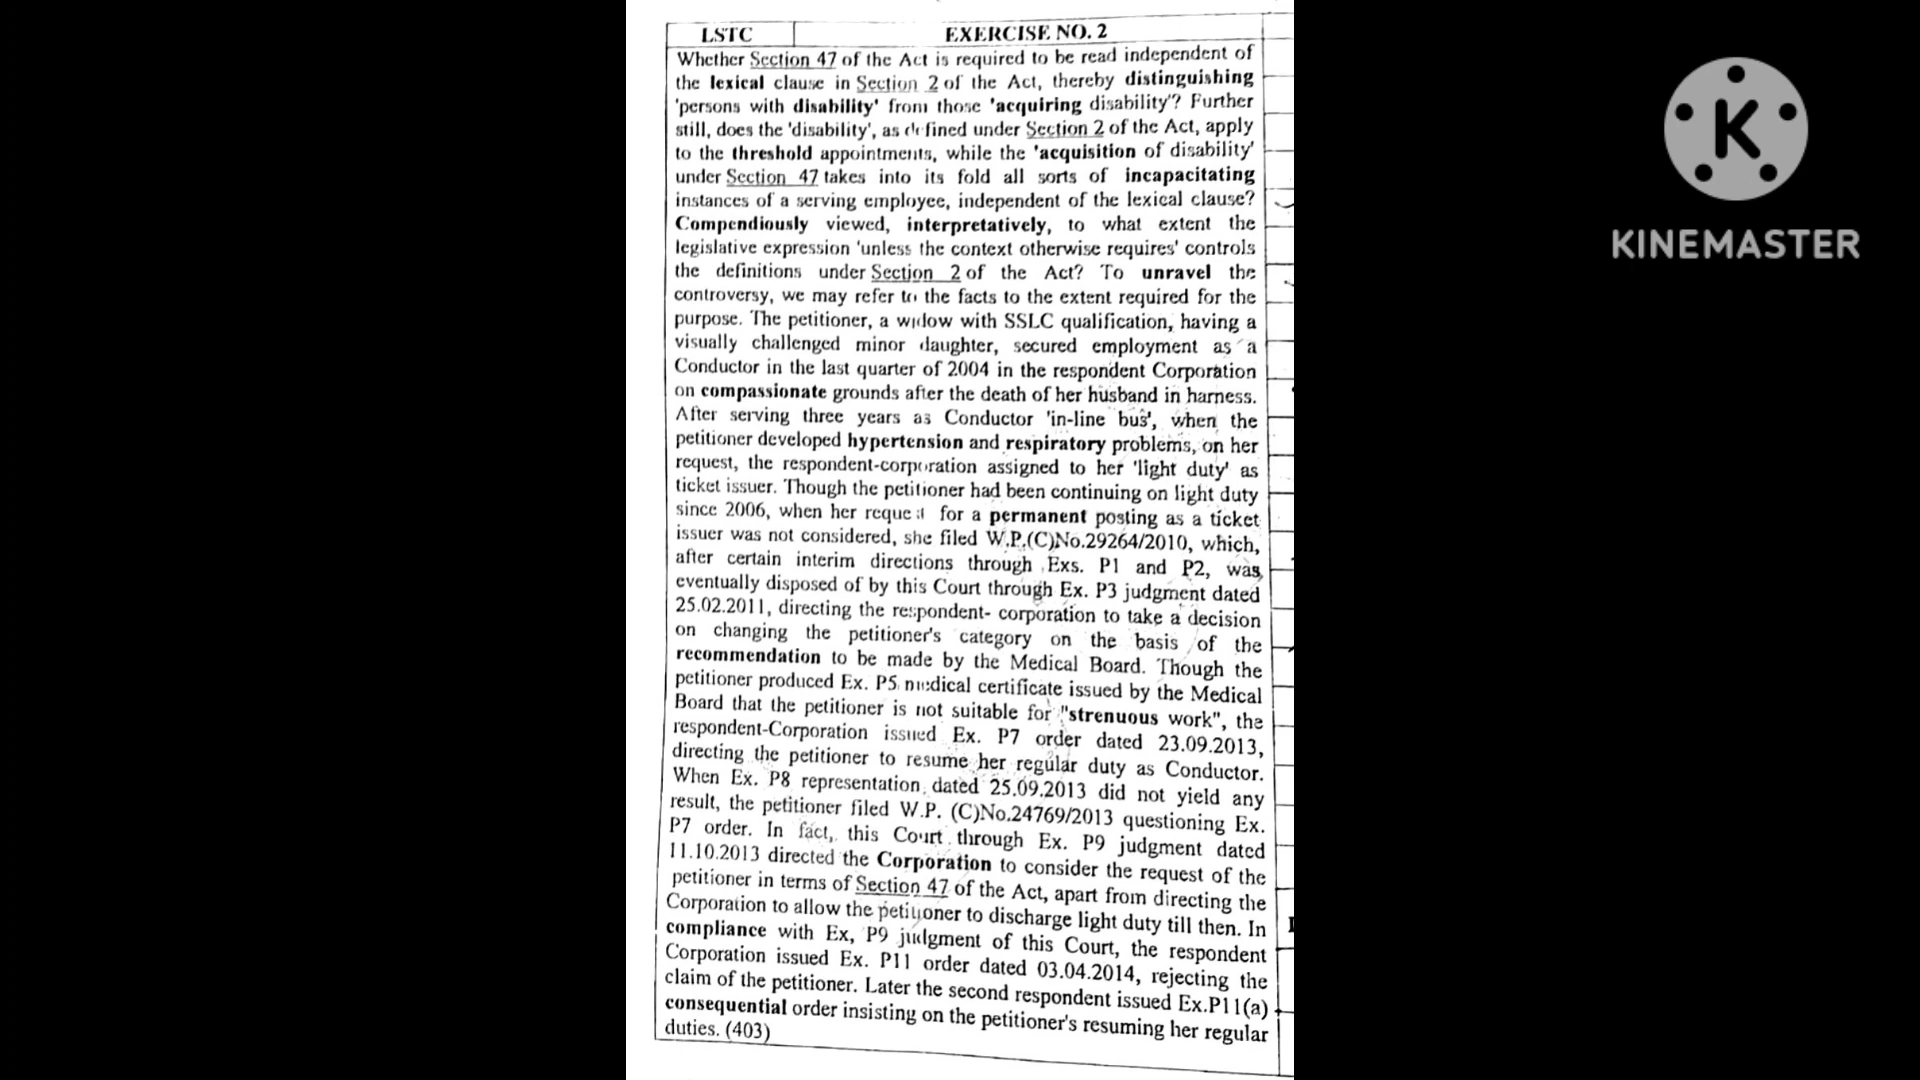 LSTC EXERCISE NO. 2
Whether Section 47 of the Act is required to be read independent of
the lexical clause in Section 2 of the Act, thereby distinguishing
'persons with disability' from those 'acquiring disability'? Further
still, does the 'disability', as defined under Section 2 of the Act, apply
to the threshold appointments, while the 'acquisition of disability'
under Section 47 takes into its fold all sorts of incapacitating
instances of a serving employee, independent of the lexical clause?
Compendiously viewed, interpretatively, to what extent the
legislative expression 'unless the context otherwise requires' controls
the definitions under Section 2 of the Act? To unravel the
controversy, we may refer to the facts to the extent required for the
purpose. The petitioner, a widow with SSLC qualification, having a
visually challenged minor daughter, secured employment as a
Conductor in the last quarter of 2004 in the respondent Corporation
on compassionate grounds after the death of her husband in harness.
After serving three years as Conductor 'in-line bus', when the
petitioner developed hypertension and respiratory problems, on her
request, the respondent-corporation assigned to her 'light duty' as
ticket issuer. Though the petitioner had been continuing on light duty
since 2006, when her request for a permanent posting as a ticket
issuer was not considered, she filed W.P.(C)No.29264/2010, which,
after certain interim directions through Exs. P1 and P2, was
eventually disposed of by this Court through Ex. P3 judgment dated
25.02.2011, directing the respondent- corporation to take a decision
on changing the petitioner's category on the basis of the
recommendation to be made by the Medical Board. Though the
petitioner produced Ex. P5 medical certificate issued by the Medical
Board that the petitioner is not suitable for "strenuous work", the
respondent-Corporation issued Ex. P7 order dated 23.09.2013,
directing the petitioner to resume her regular duty as Conductor.
When Ex. P8 representation dated 25.09.2013 did not yield any
result, the petitioner filed W.P. (C)No.24769/2013 questioning Ex.
P7 order. In fact, this Court through Ex. P9 judgment dated
11.10.2013 directed the Corporation to consider the request of the
petitioner in terms of Section 47 of the Act, apart from directing the
Corporation to allow the petitioner to discharge light duty till then. In
compliance with Ex, P9 judgment of this Court, the respondent
Corporation issued Ex. P11 order dated 03.04.2014, rejecting the
claim of the petitioner. Later the second respondent issued Ex.P11(a)
consequential order insisting on the petitioner's resuming her regular
duties. (403)
K
KINEMASTER